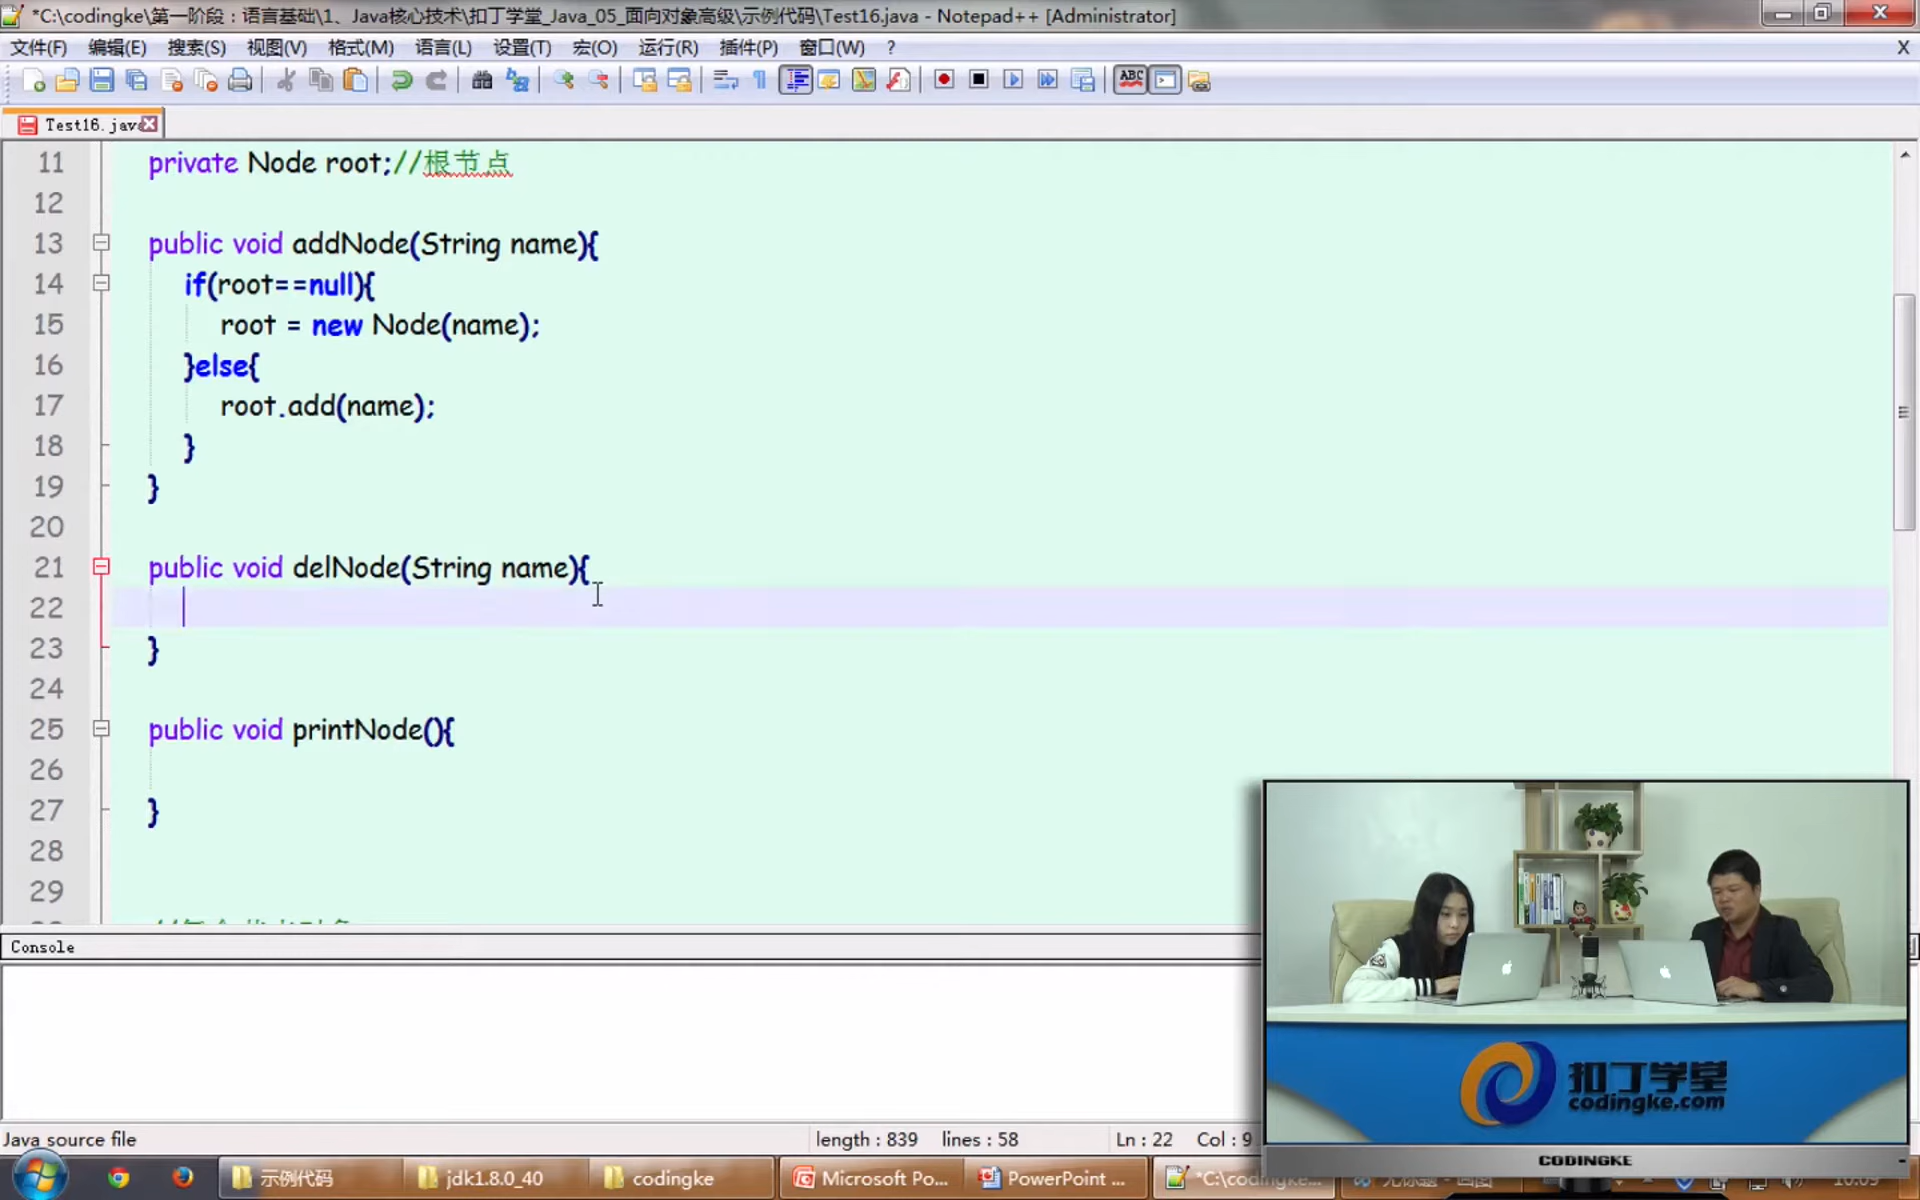 *C:\codingke\第一阶段：语言基础\1、Java核心技术\扣丁学堂_Java_05_面向对象高级\示例代码\Test16.java - Notepad++ [Administrator]
文件(F) 编辑(E) 搜索(S) 视图(V) 格式(M) 语言(L) 设置(T) 宏(O) 运行(R) 插件(P) 窗口(W) ? X
ABC
Test16.java
11 private Node root;//根节点
12
13 public void addNode(String name){
14 if(root==null){
15 root = new Node(name);
16 }else{
17 root.add(name);
18 }
19 }
20
21 public void delNode(String name){
22
23 }
24
25 public void printNode(){
26
27 }
28
29
Console
扣丁学堂
codingke.com
Java source file length : 839 lines : 58 Ln : 22 Col : 9
CODINGKE
示例代码 jdk1.8.0_40 codingke Microsoft Po... PowerPoint ... *C:\codingke...